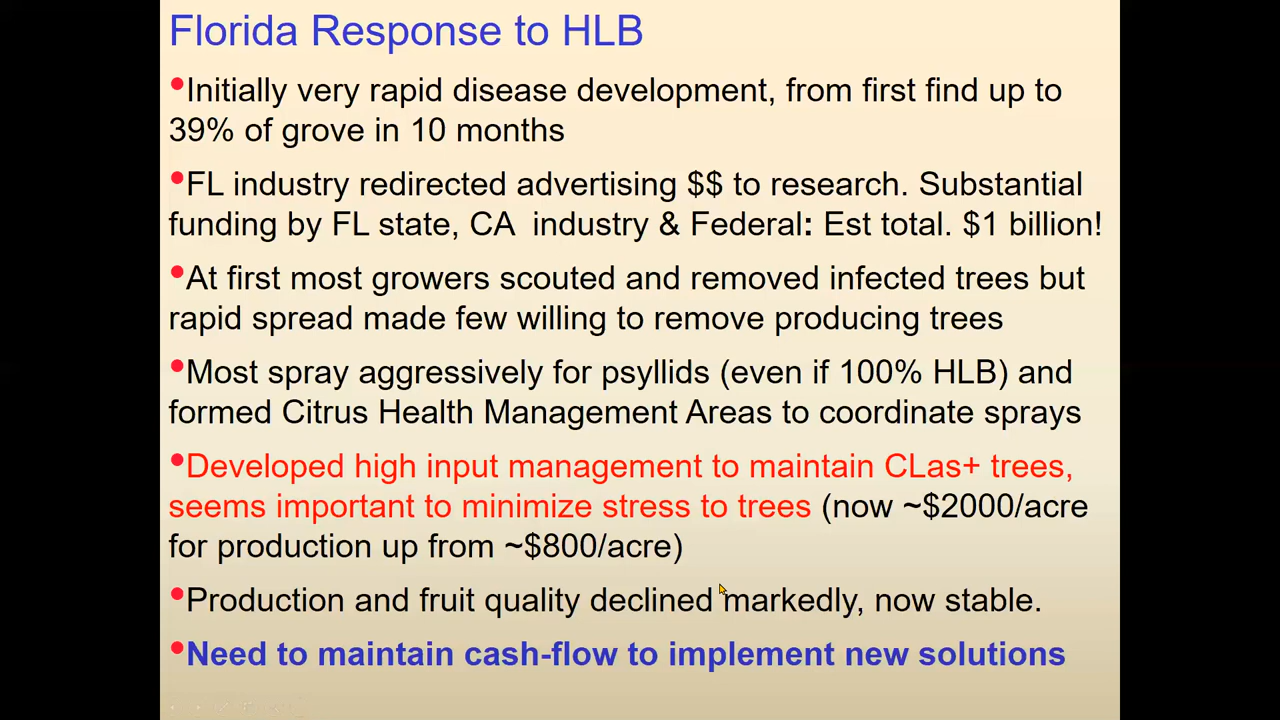 Florida Response to HLB
•Initially very rapid disease development, from first find up to
39% of grove in 10 months
•FL industry redirected advertising $$ to research. Substantial
funding by FL state, CA  industry & Federal: Est total. $1 billion!
•At first most growers scouted and removed infected trees but
rapid spread made few willing to remove producing trees
•Most spray aggressively for psyllids (even if 100% HLB) and
formed Citrus Health Management Areas to coordinate sprays
•Developed high input management to maintain CLas+ trees,
seems important to minimize stress to trees (now ~$2000/acre
for production up from ~$800/acre)
•Production and fruit quality declined markedly, now stable.
•Need to maintain cash-flow to implement new solutions